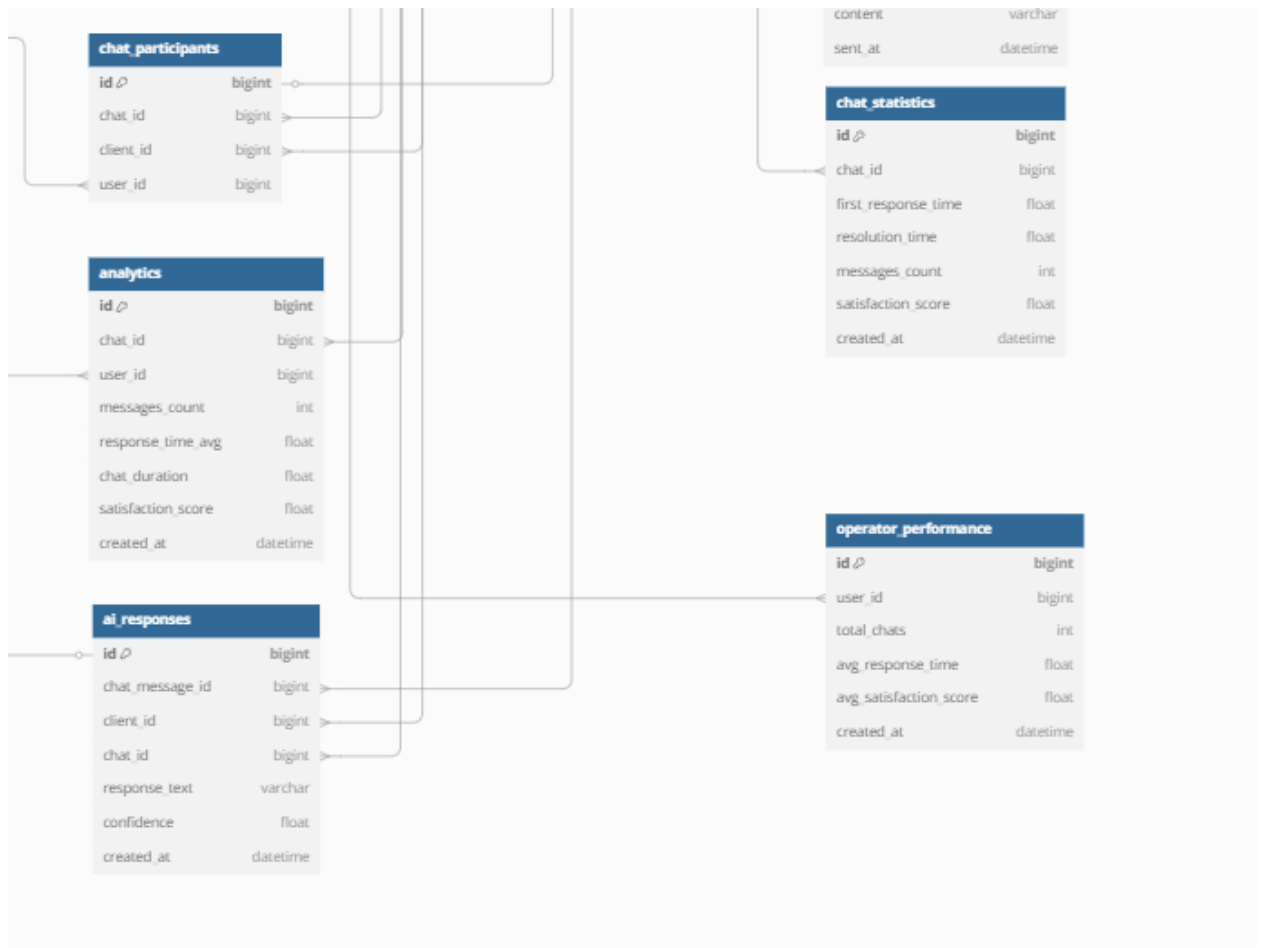 content varchar
sent_at datetime
chat_participants
id bigint
chat_id bigint
client_id bigint
user_id bigint
chat_statistics
id bigint
chat_id bigint
first_response_time float
resolution_time float
messages_count int
satisfaction_score float
created_at datetime
analytics
id bigint
chat_id bigint
user_id bigint
messages_count int
response_time_avg float
chat_duration float
satisfaction_score float
created_at datetime
operator_performance
id bigint
user_id bigint
total_chats int
avg_response_time float
avg_satisfaction_score float
created_at datetime
ai_responses
id bigint
chat_message_id bigint
client_id bigint
chat_id bigint
response_text varchar
confidence float
created_at datetime